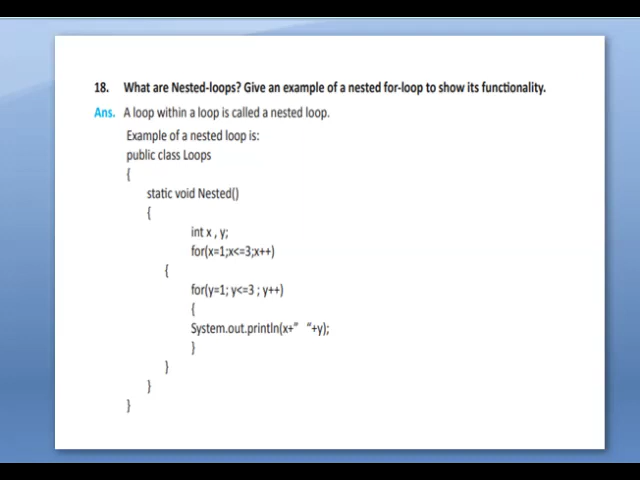 18. What are Nested-loops? Give an example of a nested for-loop to show its functionality.
Ans. A loop within a loop is called a nested loop.
Example of a nested loop is:
public class Loops
{
static void Nested()
{
int x , y;
for(x=1;x<=3;x++)
{
for(y=1; y<=3 ; y++)
{
System.out.println(x+” “+y);
}
}
}
}